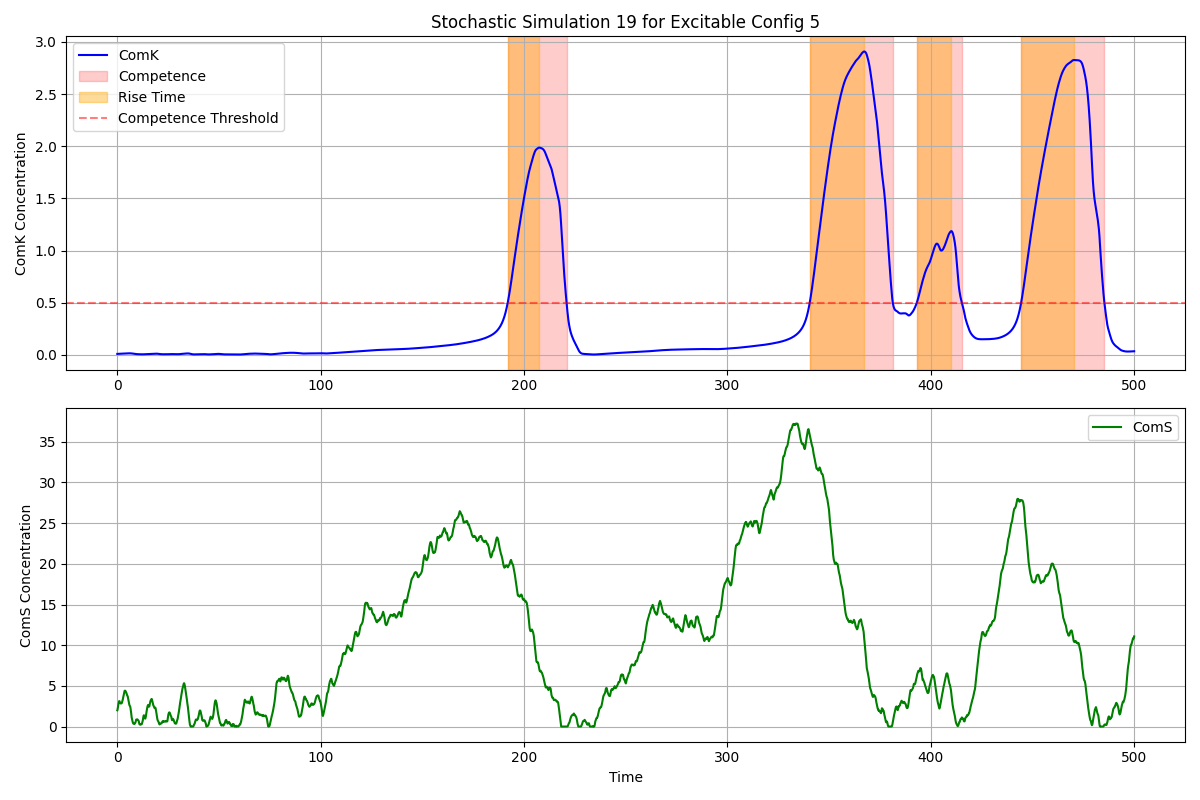 Stochastic Simulation 19 for Excitable Config 5
3.0
2.5
2.0
1.5
1.0
0.5
0.0
ComK Concentration
ComK
Competence
Rise Time
Competence Threshold
0 100 200 300 400 500
35
30
25
20
15
10
5
0
ComS Concentration
ComS
0 100 200 300 400 500
Time